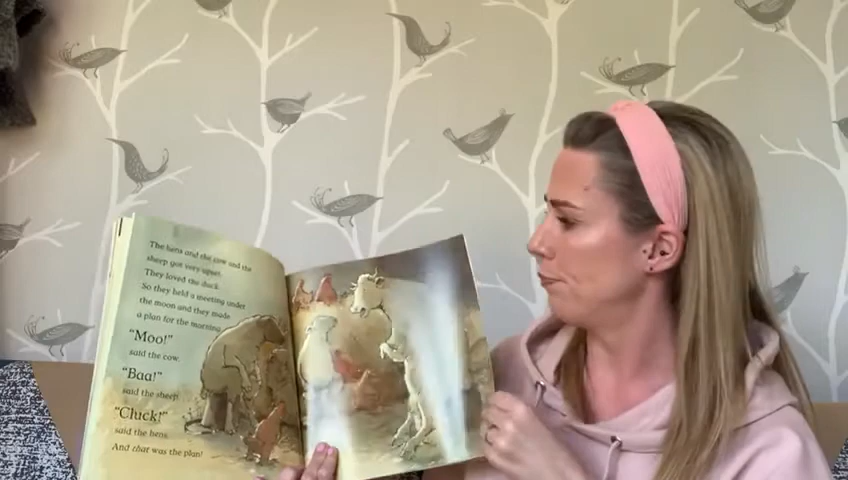 The hens and the cow and the
sheep got very upset.
They loved the duck.
So they held a meeting under
the moon and they made
a plan for the morning.
"Moo!"
said the cow.
"Baa!"
said the sheep.
"Cluck!"
said the hens.
And that was the plan!